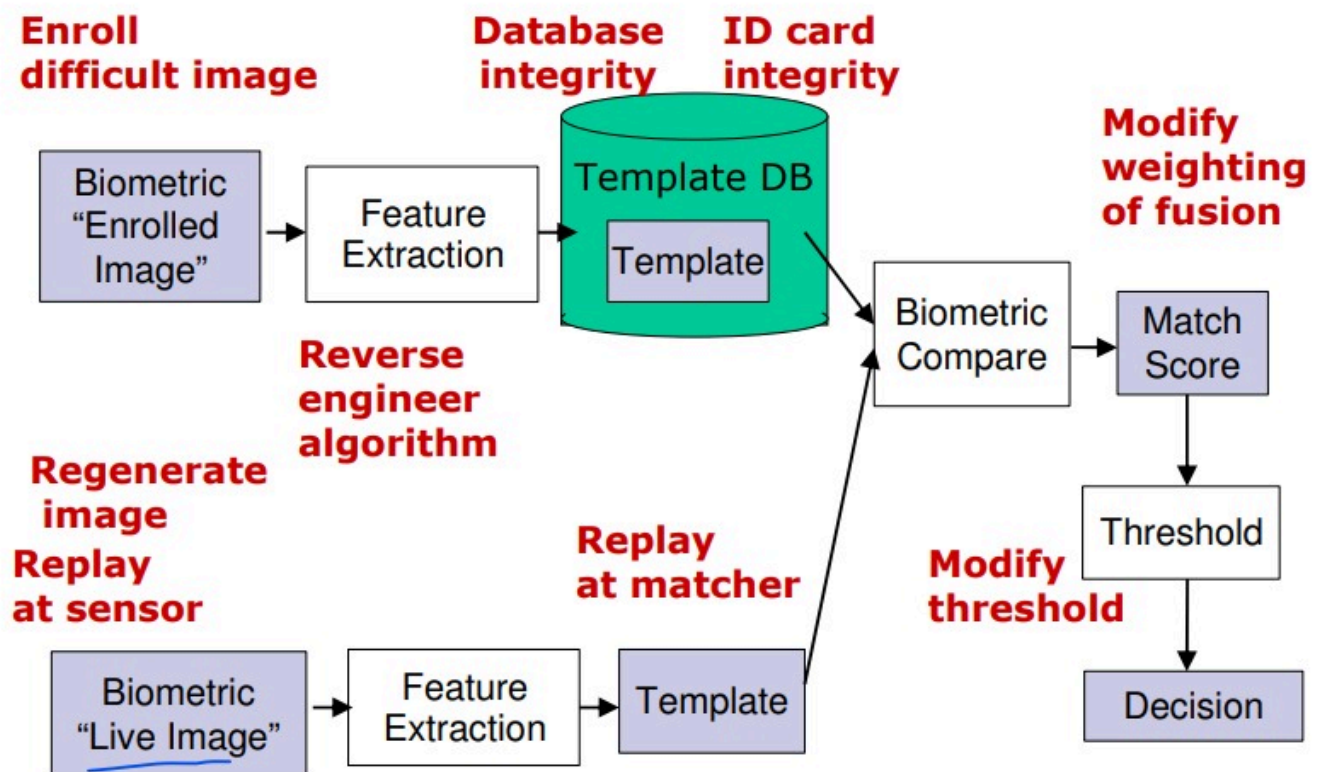 Enroll
difficult image
Database
integrity
ID card
integrity
Modify
weighting
of fusion
Biometric
“Enrolled
Image”
Feature
Extraction
Template DB
Template
Biometric
Compare
Match
Score
Reverse
engineer
algorithm
Regenerate
image
Replay
at sensor
Replay
at matcher
Modify
threshold
Threshold
Biometric
“Live Image”
Feature
Extraction
Template
Decision